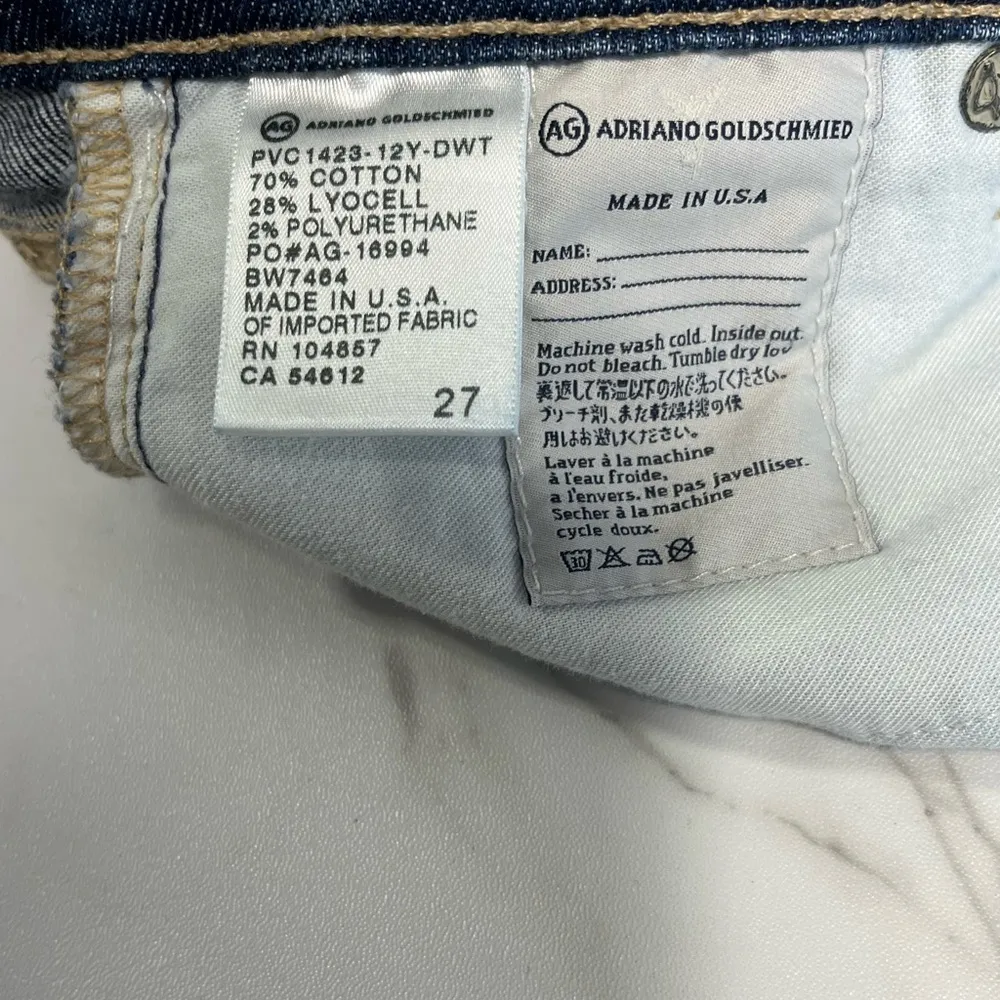 AG ADRIANO GOLDSCHMIED
PVC1423-12Y-DWT
70% COTTON
28% LYOCELL
2% POLYURETHANE
PO#AG-16994
BW7464
MADE IN U.S.A.
OF IMPORTED FABRIC
RN 104857
CA 54612
27
AG ADRIANO GOLDSCHMIED
MADE IN U.S.A
NAME:
ADDRESS:
Machine wash cold. Inside out.
Do not bleach. Tumble dry low
裏返して常温以下の水で洗ってください。
ブリーチ剤、また乾燥機の使
用はお避けください。
Laver à la machine
à l'eau froide,
a l'envers. Ne pas javelliser.
Secher à la machine
cycle doux.
30